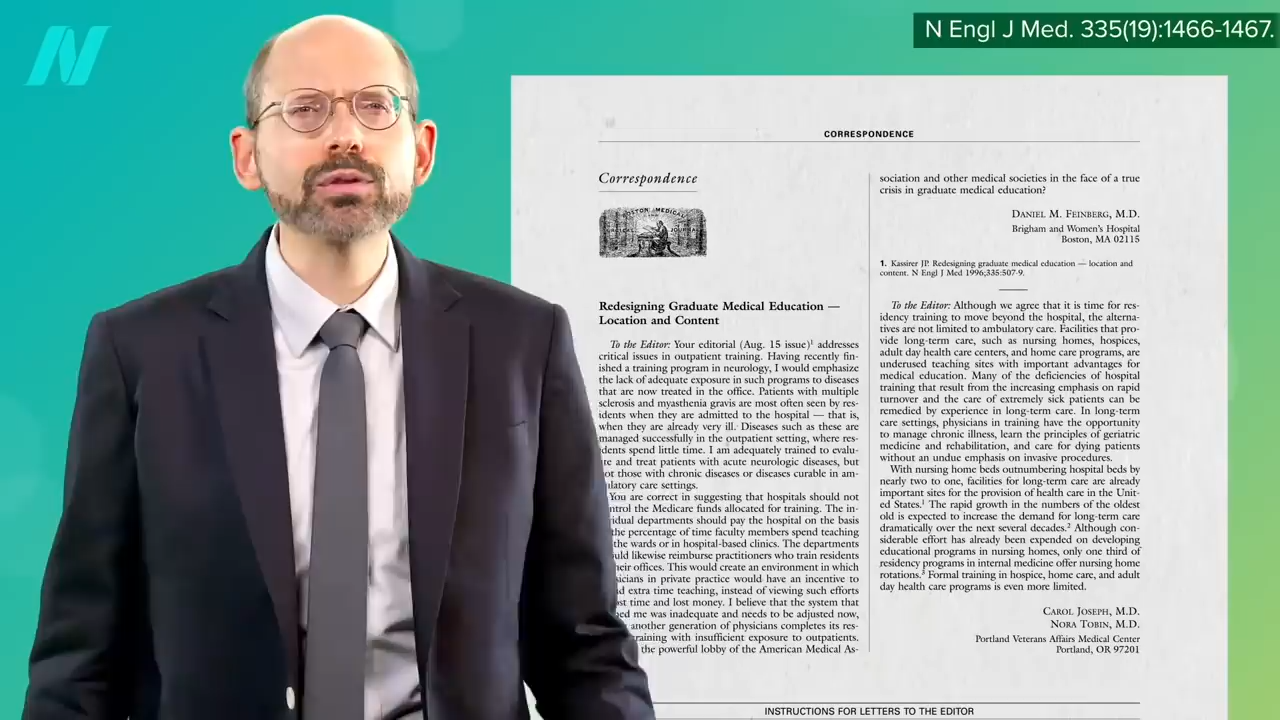 N Engl J Med. 335(19):1466-1467.
CORRESPONDENCE
Correspondence
Redesigning Graduate Medical Education —
Location and Content
To the Editor: Your editorial (Aug. 15 issue)1 addresses
critical issues in outpatient training. Having recently fin-
ished a training program in neurology, I would emphasize
the lack of adequate exposure in such programs to diseases
that are now treated in the office. Patients with multiple
sclerosis and myasthenia gravis are most often seen by res-
idents when they are admitted to the hospital — that is,
when they are already very ill. Diseases such as these are
managed successfully in the outpatient setting, where res-
idents spend little time. I am adequately trained to evalu-
and treat patients with acute neurologic diseases, but
not those with chronic diseases or diseases curable in am-
bulatory care settings.
You are correct in suggesting that hospitals should not
the Medicare funds allocated for training. The in-
departments should pay the hospital on the basis
the percentage of time faculty members spend teaching
the wards or in hospital-based clinics. The departments
likewise reimburse practitioners who train residents
offices. This would create an environment in which
in private practice would have an incentive to
extra time teaching, instead of viewing such efforts
time and lost money. I believe that the system that
me was inadequate and needs to be adjusted now,
another generation of physicians completes its res-
training with insufficient exposure to outpatients.
the powerful lobby of the American Medical As-
sociation and other medical societies in the face of a true
crisis in graduate medical education?
DANIEL M. FEINBERG, M.D.
Brigham and Women's Hospital
Boston, MA 02115
1. Kassirer JP. Redesigning graduate medical education — location and
content. N Engl J Med 1996;335:507-9.
To the Editor: Although we agree that it is time for res-
idency training to move beyond the hospital, the alterna-
tives are not limited to ambulatory care. Facilities that pro-
vide long-term care, such as nursing homes, hospices,
adult day health care centers, and home care programs, are
underused teaching sites with important advantages for
medical education. Many of the deficiencies of hospital
training that result from the increasing emphasis on rapid
turnover and the care of extremely sick patients can be
remedied by experience in long-term care. In long-term
care settings, physicians in training have the opportunity
to manage chronic illness, learn the principles of geriatric
medicine and rehabilitation, and care for dying patients
without an undue emphasis on invasive procedures.
With nursing home beds outnumbering hospital beds by
nearly two to one, facilities for long-term care are already
important sites for the provision of health care in the Unit-
ed States.1 The rapid growth in the numbers of the oldest
old is expected to increase the demand for long-term care
dramatically over the next several decades.2 Although con-
siderable effort has already been expended on developing
educational programs in nursing homes, only one third of
residency programs in internal medicine offer nursing home
rotations.3 Formal training in hospice, home care, and adult
day health care programs is even more limited.
CAROL JOSEPH, M.D.
NORA TOBIN, M.D.
Portland Veterans Affairs Medical Center
Portland, OR 97201
INSTRUCTIONS FOR LETTERS TO THE EDITOR